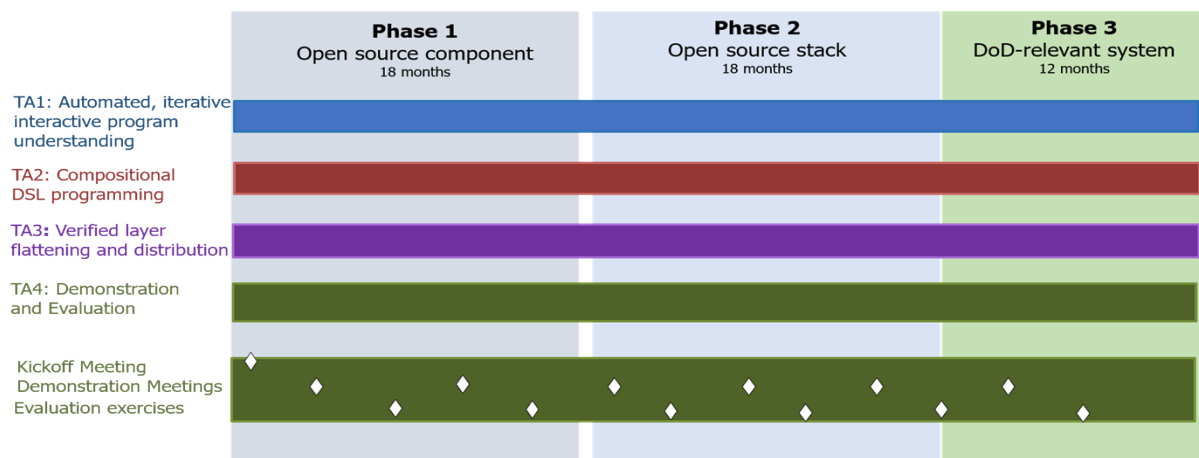 Phase 1
Open source component
18 months
Phase 2
Open source stack
18 months
Phase 3
DoD-relevant system
12 months
TA1: Automated, iterative
interactive program
understanding
TA2: Compositional
DSL programming
TA3: Verified layer
flattening and distribution
TA4: Demonstration
and Evaluation
Kickoff Meeting
Demonstration Meetings
Evaluation exercises